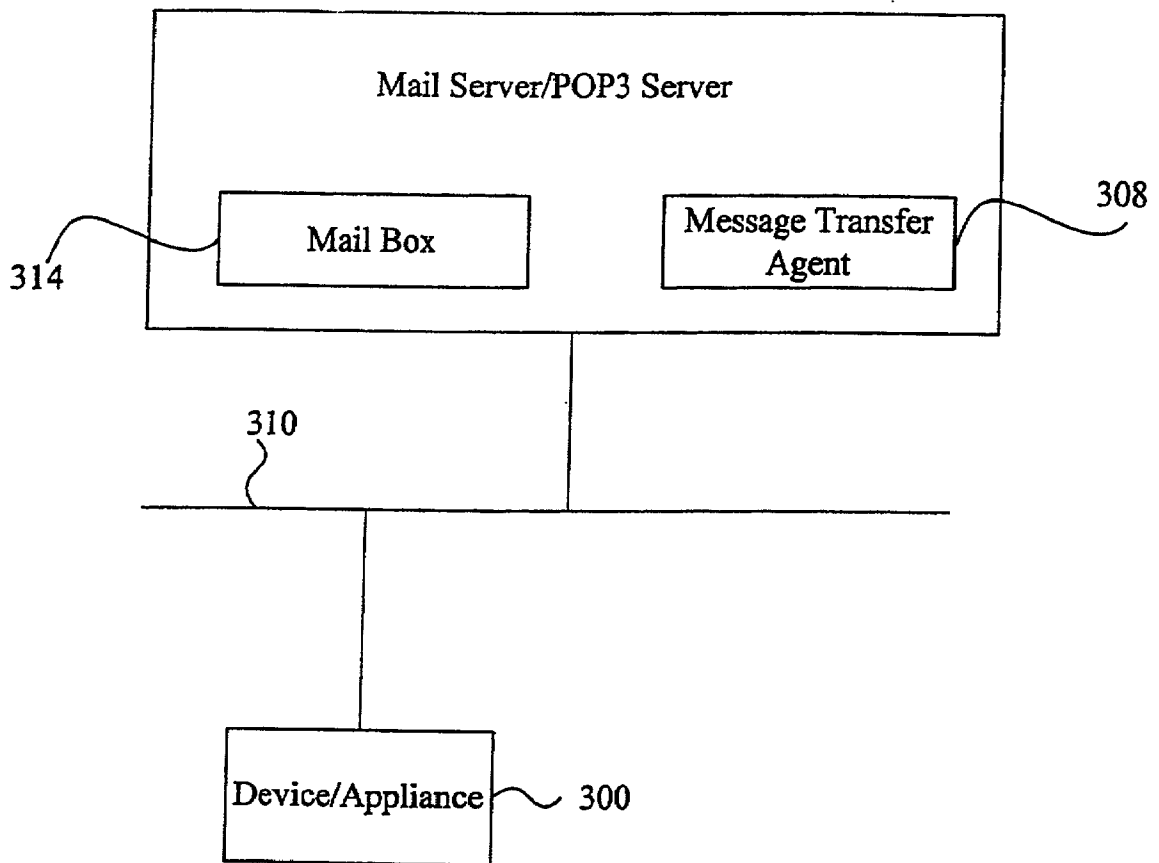 Mail Server/POP3 Server
308
Mail Box
Message Transfer
Agent
314
310
Device/Appliance
300